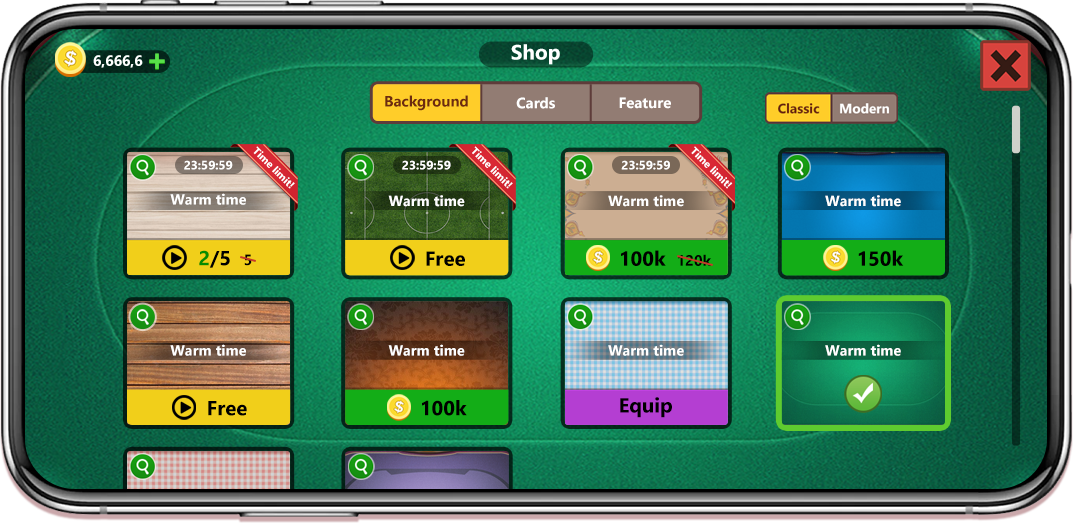 6,666,6
Shop
Background Cards Feature
Classic Modern
23:59:59
Time limit!
Warm time
2/5 5
23:59:59
Time limit!
Warm time
Free
23:59:59
Time limit!
Warm time
100k 120k
Warm time
150k
Warm time
Free
Warm time
100k
Warm time
Equip
Warm time